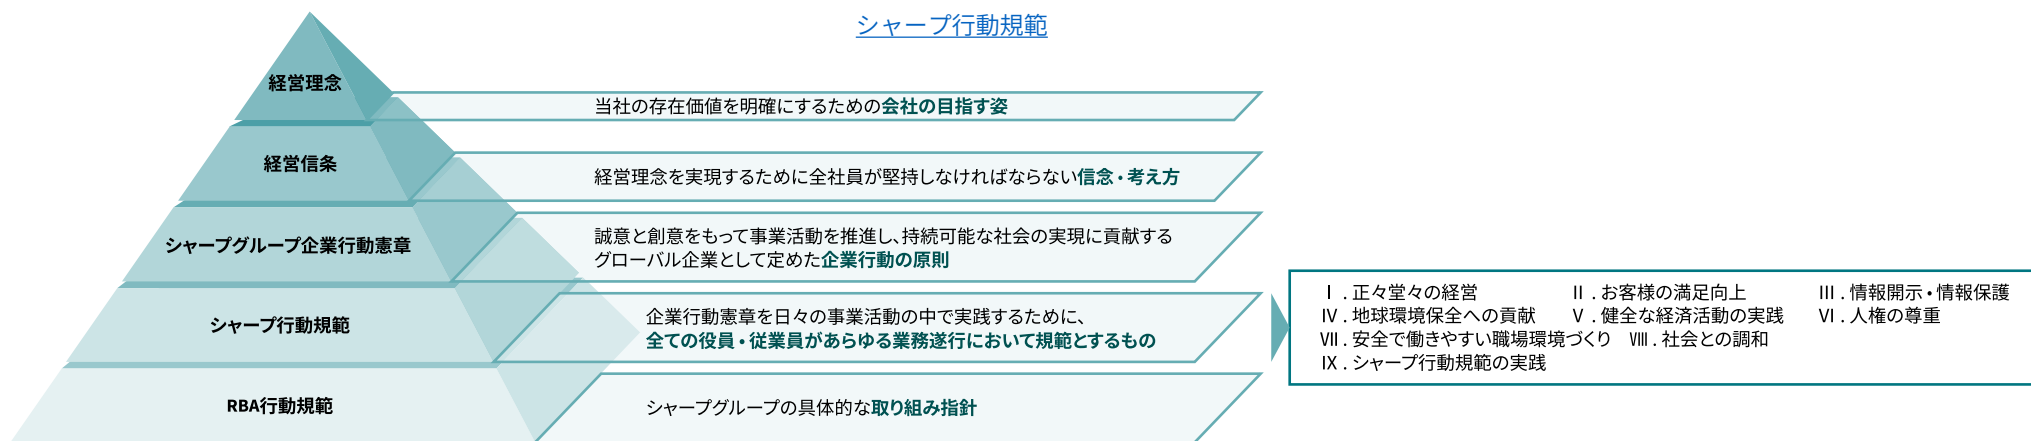 シャープ行動規範
経営理念
当社の存在価値を明確にするための会社の目指す姿
経営信条
経営理念を実現するために全社員が堅持しなければならない信念・考え方
シャープグループ企業行動憲章
誠意と創意をもって事業活動を推進し、持続可能な社会の実現に貢献する
グローバル企業として定めた企業行動の原則
シャープ行動規範
企業行動憲章を日々の事業活動の中で実践するために、
全ての役員・従業員があらゆる業務遂行において規範とするもの
Ⅰ．正々堂々の経営 Ⅱ．お客様の満足向上 Ⅲ．情報開示・情報保護
Ⅳ．地球環境保全への貢献 Ⅴ．健全な経済活動の実践 Ⅵ．人権の尊重
Ⅶ．安全で働きやすい職場環境づくり Ⅷ．社会との調和
Ⅸ．シャープ行動規範の実践
RBA行動規範
シャープグループの具体的な取り組み指針